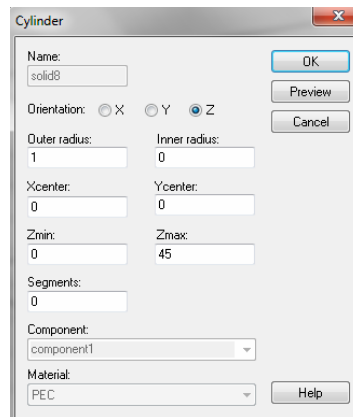 Cylinder
Name:
solid8
OK
Preview
Orientation: X Y Z
Cancel
Outer radius: Inner radius:
1 0
Xcenter: Ycenter:
0 0
Zmin: Zmax:
0 45
Segments:
0
Component:
component1
Material:
PEC
Help